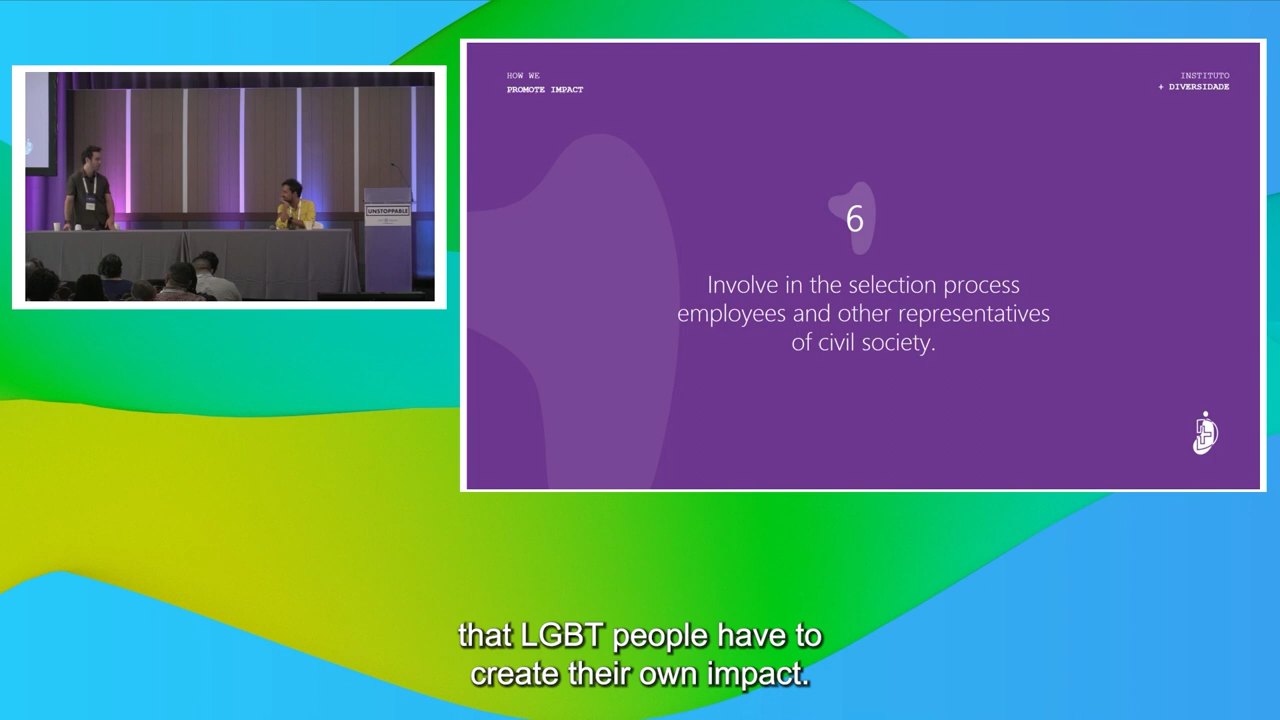 UNSTOPPABLE
HOW WE
PROMOTE IMPACT
INSTITUTO
+ DIVERSIDADE
6
Involve in the selection process
employees and other representatives
of civil society.
that LGBT people have to
create their own impact.